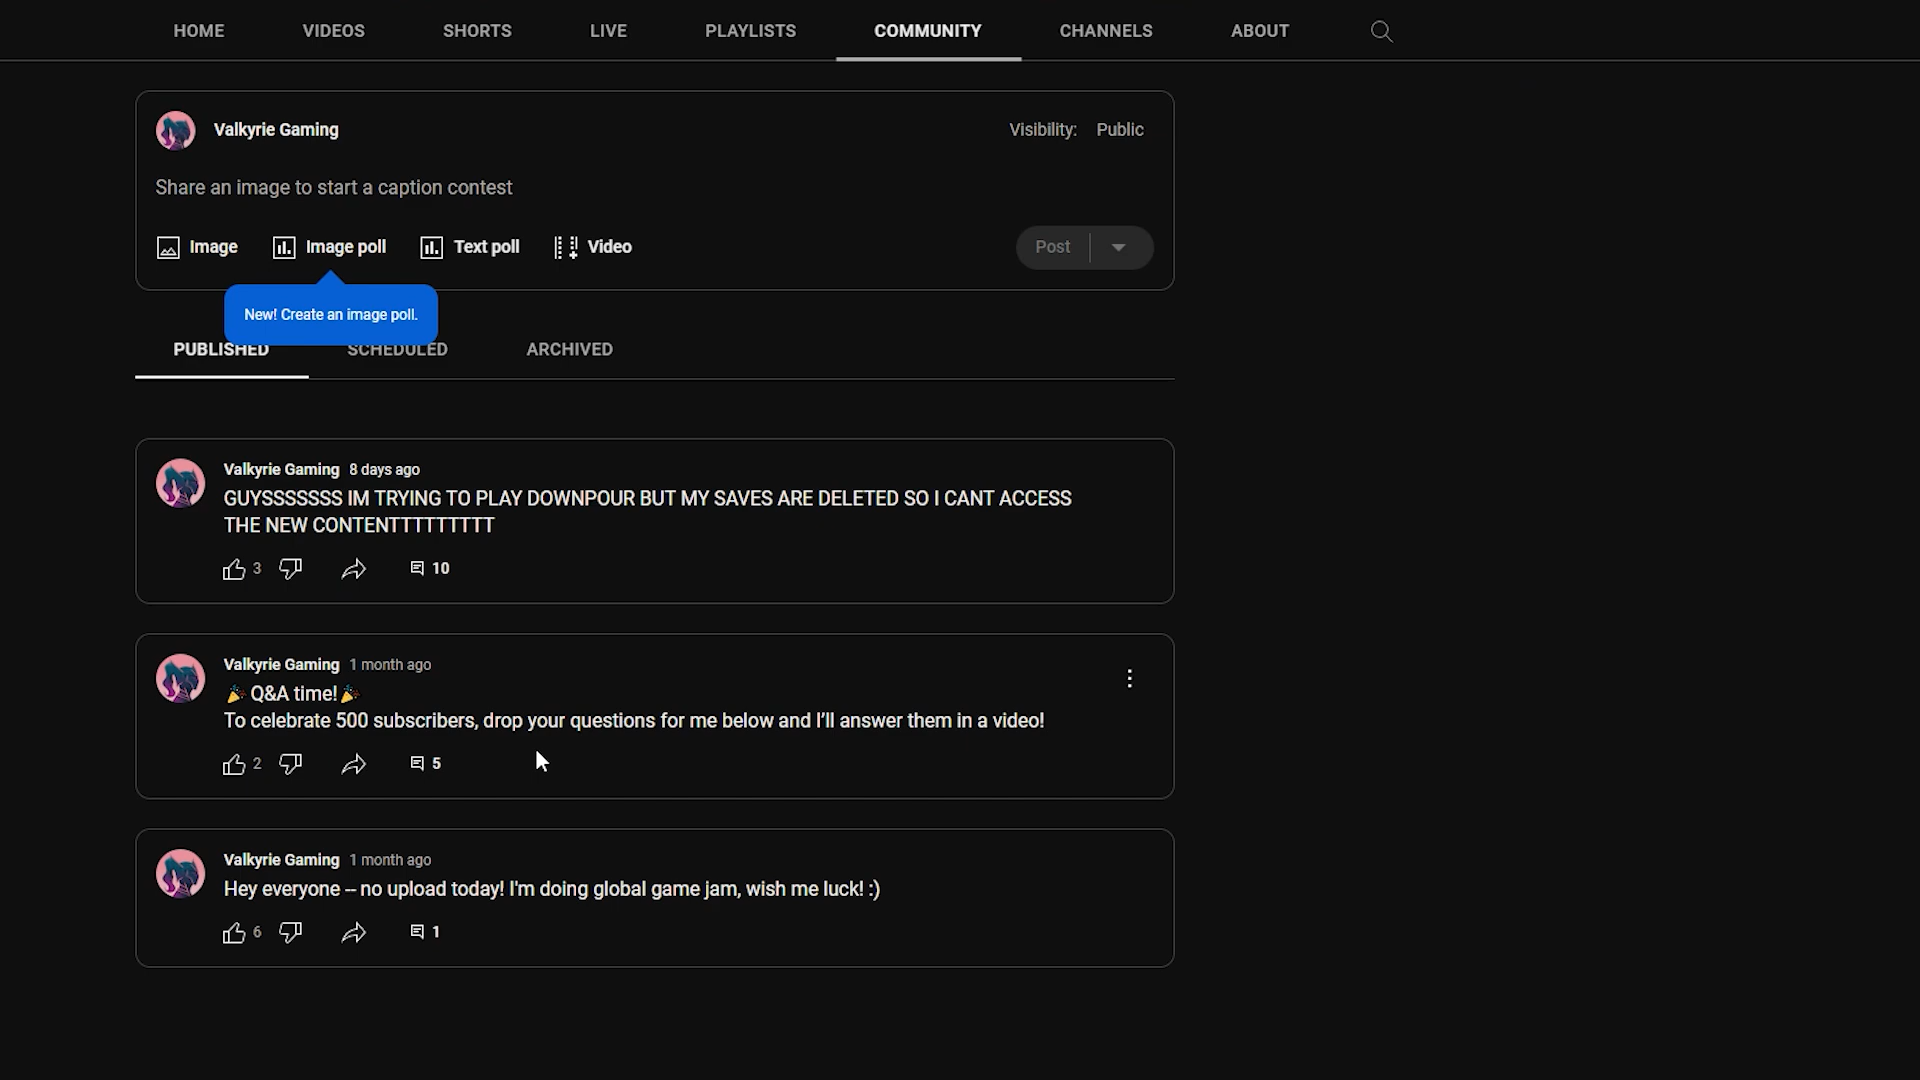 HOME VIDEOS SHORTS LIVE PLAYLISTS COMMUNITY CHANNELS ABOUT
Valkyrie Gaming Visibility: Public
Share an image to start a caption contest
Image Image poll Text poll Video Post
New! Create an image poll.
PUBLISHED SCHEDULED ARCHIVED
Valkyrie Gaming 8 days ago
GUYSSSSSSS IM TRYING TO PLAY DOWNPOUR BUT MY SAVES ARE DELETED SO I CANT ACCESS
THE NEW CONTENTTTTTTTTT
3 10
Valkyrie Gaming 1 month ago
🎉 Q&A time!🎉
To celebrate 500 subscribers, drop your questions for me below and I’ll answer them in a video!
2 5
Valkyrie Gaming 1 month ago
Hey everyone -- no upload today! I'm doing global game jam, wish me luck! :)
6 1